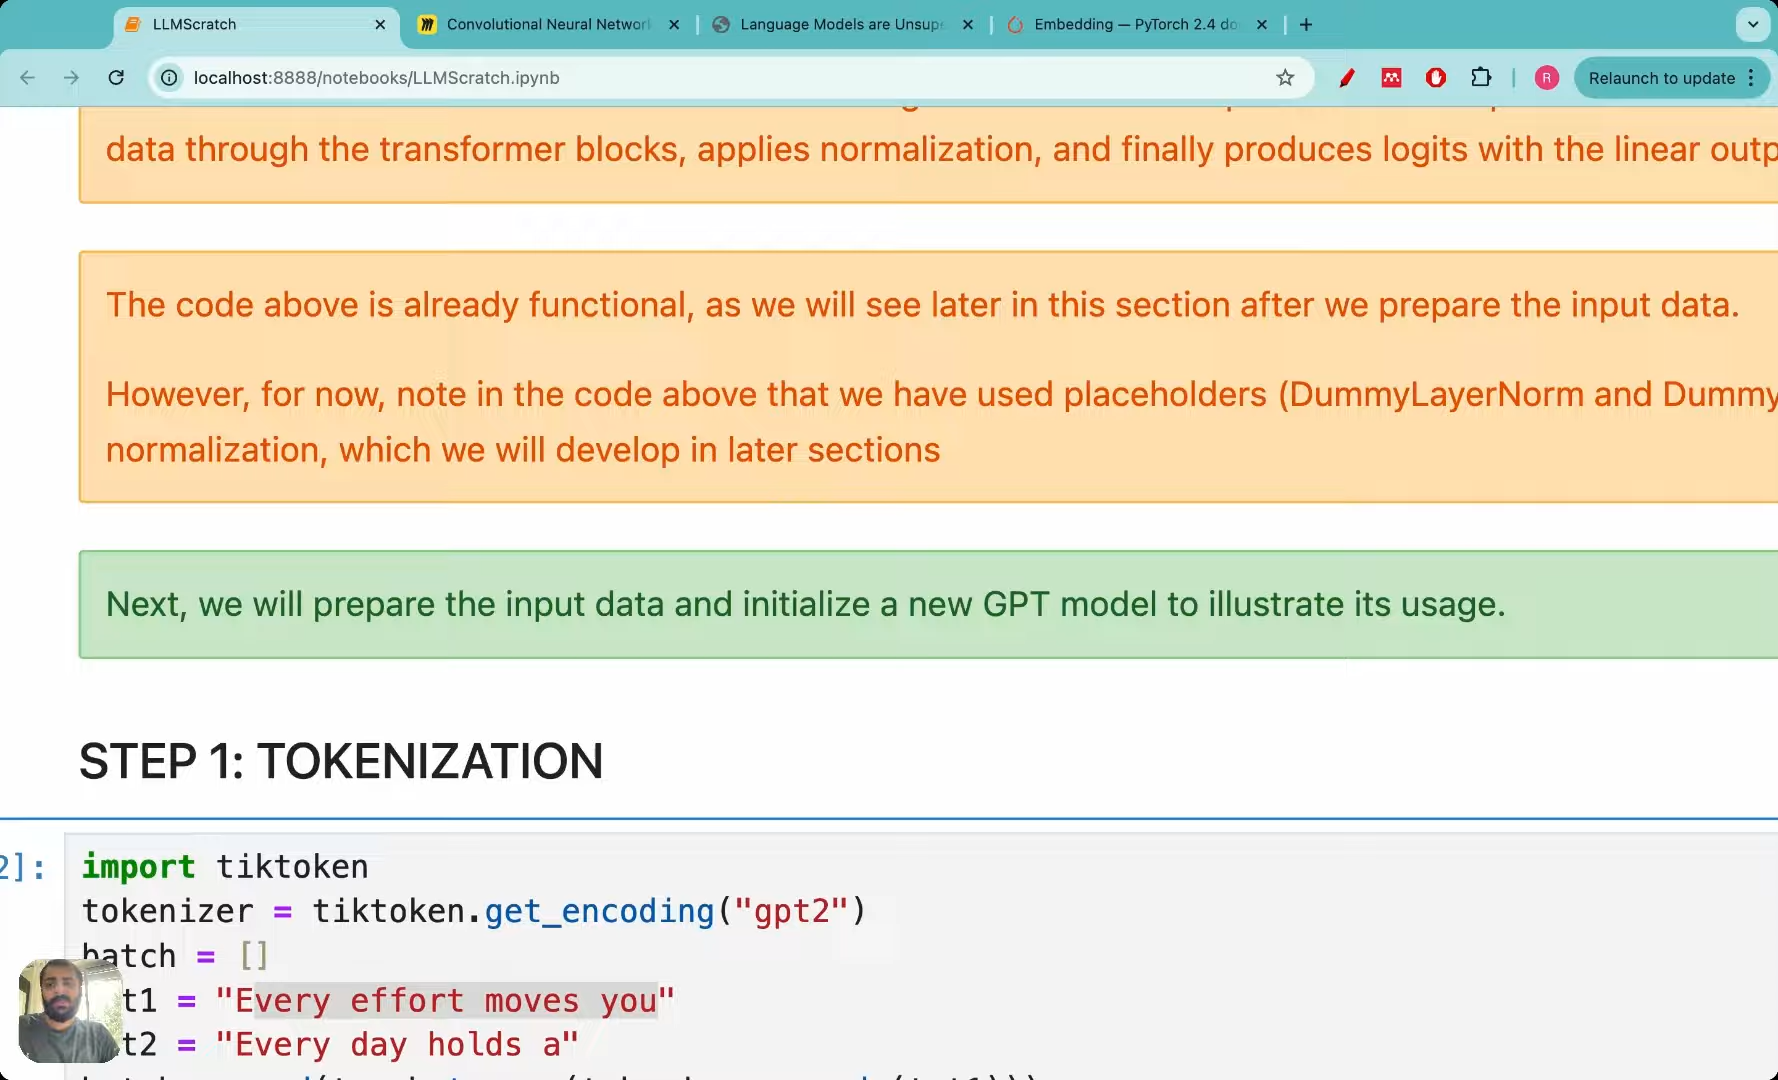 LLMScratch
Convolutional Neural Networ
Language Models are Unsupe
Embedding — PyTorch 2.4 do
localhost:8888/notebooks/LLMScratch.ipynb
R
Relaunch to update
data through the transformer blocks, applies normalization, and finally produces logits with the linear outp
The code above is already functional, as we will see later in this section after we prepare the input data.
However, for now, note in the code above that we have used placeholders (DummyLayerNorm and Dummy
normalization, which we will develop in later sections
Next, we will prepare the input data and initialize a new GPT model to illustrate its usage.
STEP 1: TOKENIZATION
2]:
import tiktoken
tokenizer = tiktoken.get_encoding("gpt2")
batch = []
t1 = "Every effort moves you"
t2 = "Every day holds a"